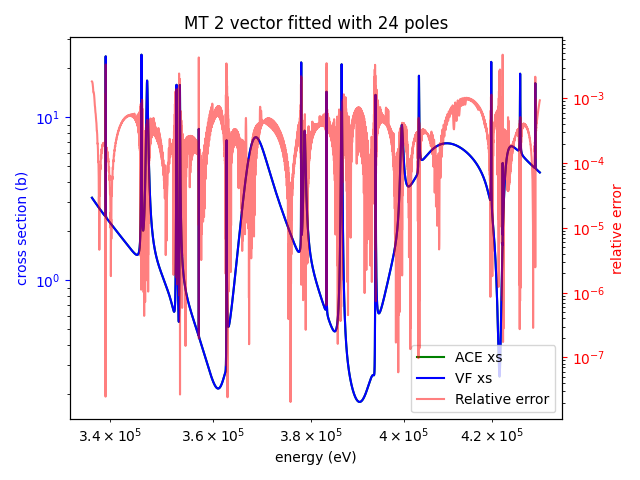 MT 2 vector fitted with 24 poles
10¹
10⁰
cross section (b)
10⁻³
10⁻⁴
10⁻⁵
10⁻⁶
10⁻⁷
relative error
ACE xs
VF xs
Relative error
3.4 × 10⁵ 3.6 × 10⁵ 3.8 × 10⁵ 4 × 10⁵ 4.2 × 10⁵
energy (eV)